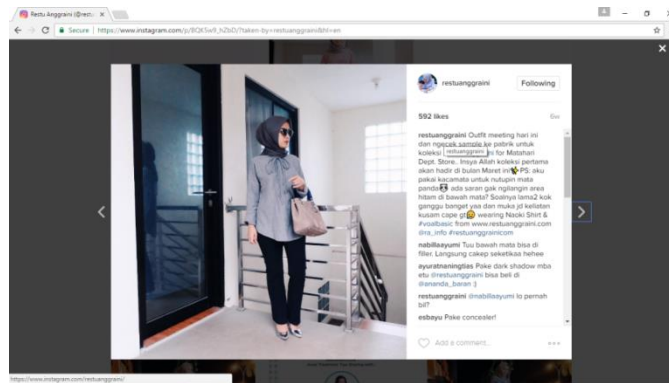 Restu Anggraini (@restu
Secure | https://www.instagram.com/p/BQK5w9_hZbD/?taken-by=restuanggraini&hl=en
restuanggraini
Following
592 likes
6w
restuanggraini Outfit meeting hari ini
dan ngecek sample ke pabrik untuk
koleksi restuanggraini ni for Matahari
Dept. Store.. Insya Allah koleksi pertama
akan hadir di bulan Maret ini PS: aku
pakai kacamata untuk nutupin mata
panda ada saran gak ngilangin area
hitam di bawah mata? Soalnya lama2 kok
ganggu banget yaa dan muka jd keliatan
kusam cape gt wearing Naoki Shirt &
#voalbasic from www.restuanggraini.com
@ra_info #restuanggrainicom
nabillaayumi Tuu bawah mata bisa di
filler. Langsung cakep seketikaa hehee
ayuratnaningtias Pake dark shadow mba
etu @restuanggraini bisa beli di
@ananda_baran :)
restuanggraini @nabillaayumi lo pernah
bil?
esbayu Pake concealer!
Add a comment...
https://www.instagram.com/restuanggraini/